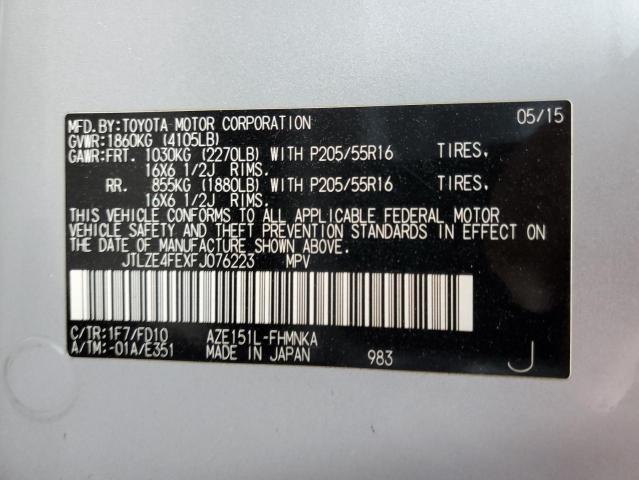 MFD.BY:TOYOTA MOTOR CORPORATION 05/15
GVWR:1860KG (4105LB)
GAWR:FRT. 1030KG (2270LB) WITH P205/55R16 TIRES,
16X6 1/2J RIMS.
RR. 855KG (1880LB) WITH P205/55R16 TIRES,
16X6 1/2J RIMS.
THIS VEHICLE CONFORMS TO ALL APPLICABLE FEDERAL MOTOR
VEHICLE SAFETY AND THEFT PREVENTION STANDARDS IN EFFECT ON
THE DATE OF MANUFACTURE SHOWN ABOVE.
JTLZE4FEXFJ076223 MPV
C/TR:1F7/FD10 AZE151L-FHMNKA
A/TM:-01A/E351 MADE IN JAPAN 983 J